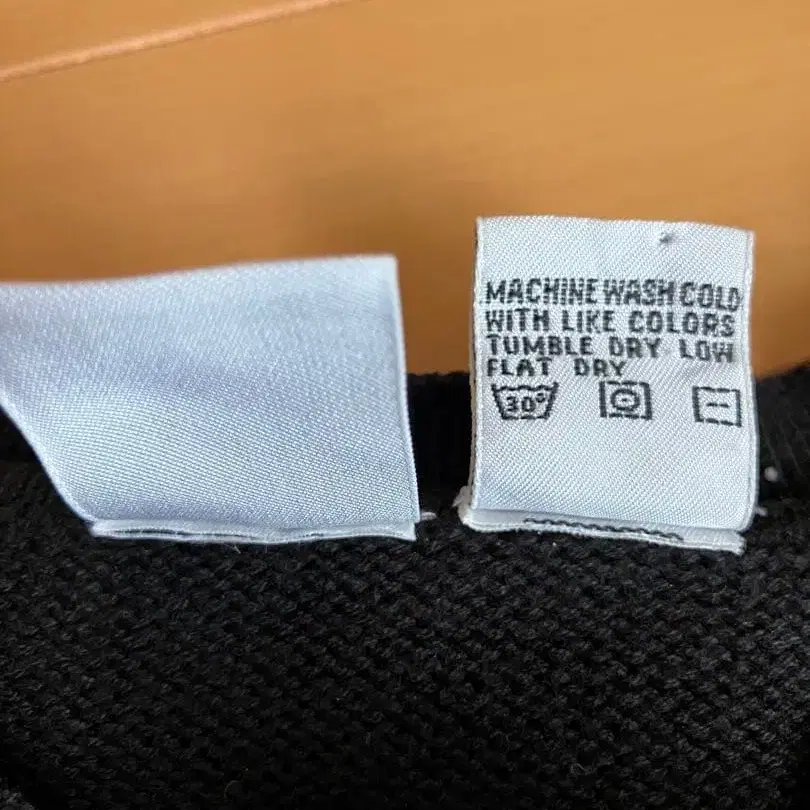 MACHINE WASH COLD
WITH LIKE COLORS
TUMBLE DRY LOW
FLAT DRY
30°